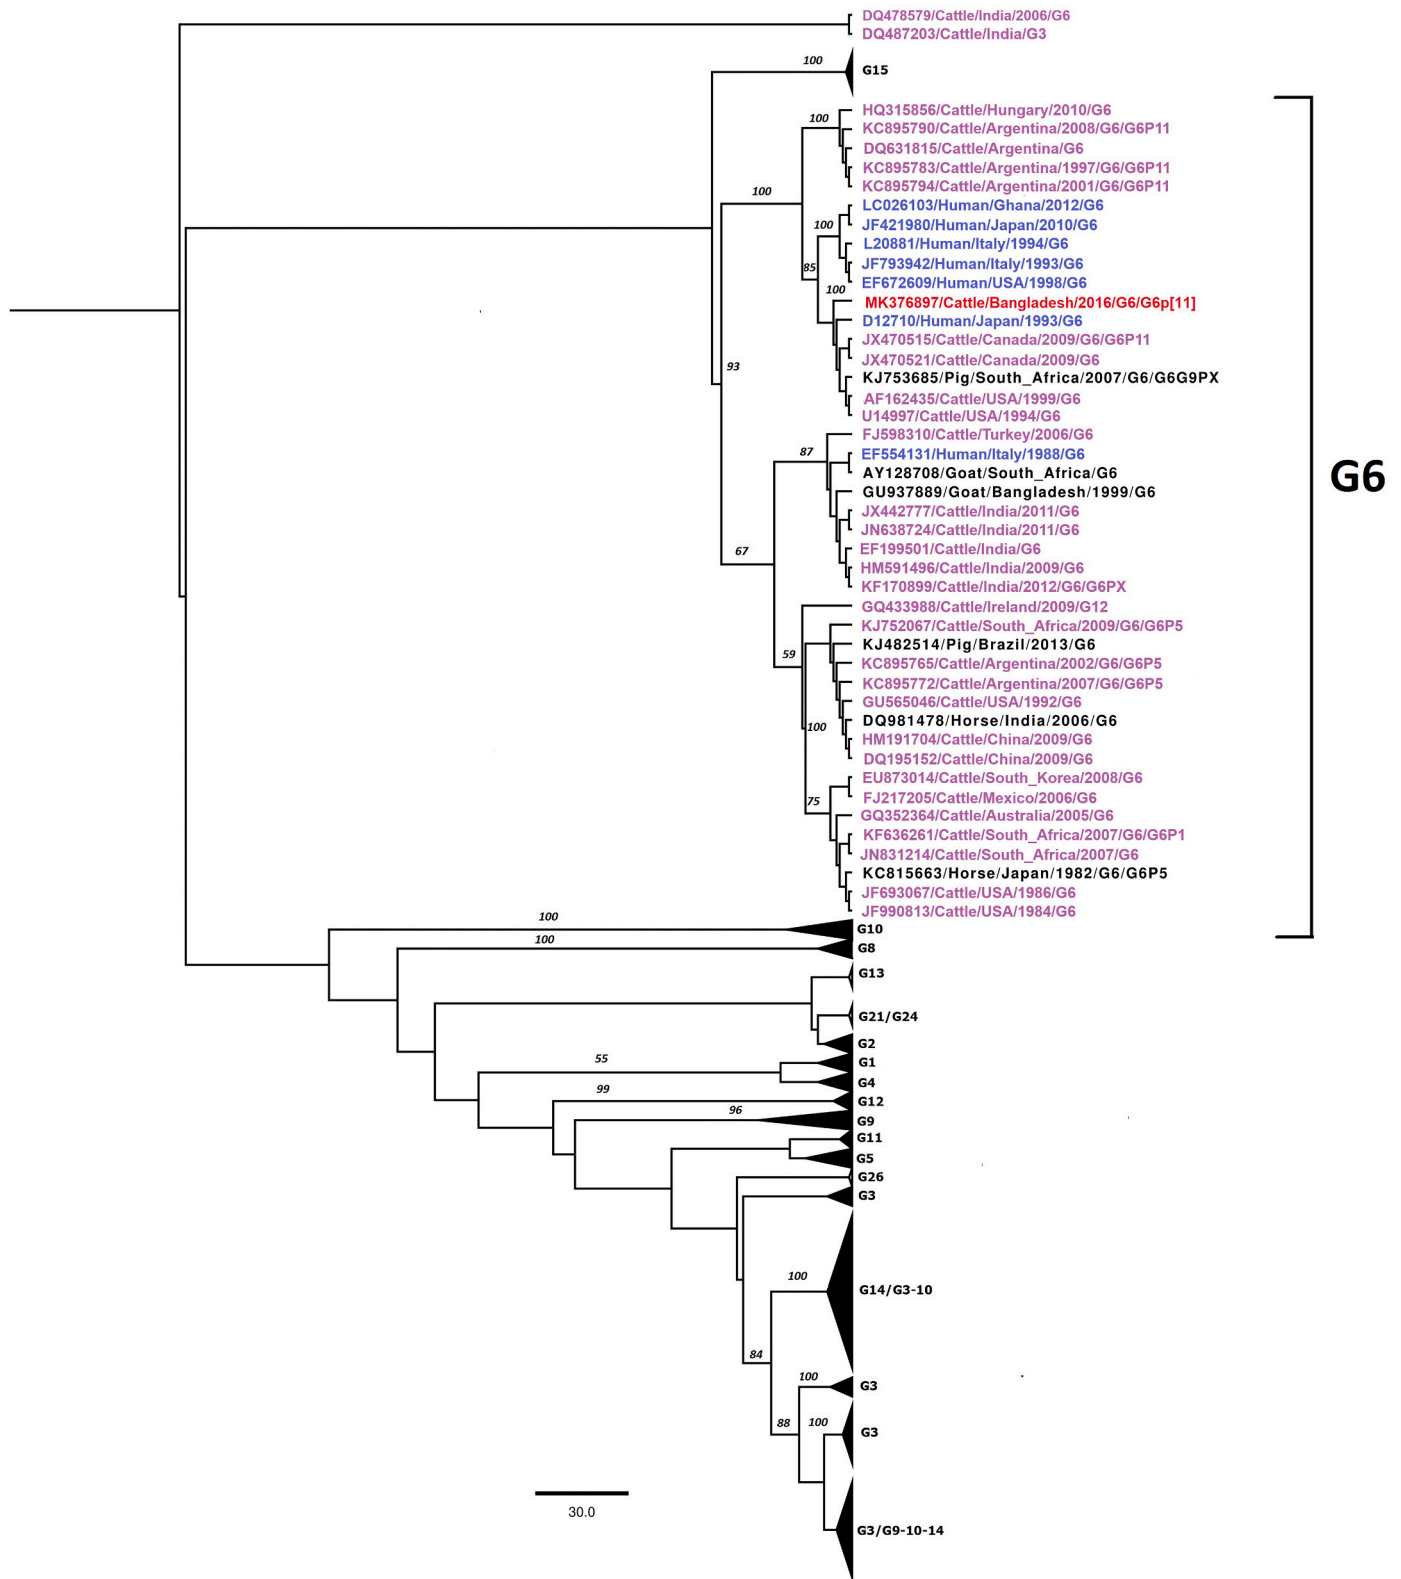 DQ478579/Cattle/India/2006/G6
DQ487203/Cattle/India/G3
100
G15
HQ315856/Cattle/Hungary/2010/G6
100
KC895790/Cattle/Argentina/2008/G6/G6P11
DQ631815/Cattle/Argentina/G6
KC895783/Cattle/Argentina/1997/G6/G6P11
KC895794/Cattle/Argentina/2001/G6/G6P11
100
LC026103/Human/Ghana/2012/G6
100
JF421980/Human/Japan/2010/G6
L20881/Human/Italy/1994/G6
JF793942/Human/Italy/1993/G6
85
EF672609/Human/USA/1998/G6
100
MK376897/Cattle/Bangladesh/2016/G6/G6p[11]
D12710/Human/Japan/1993/G6
JX470515/Cattle/Canada/2009/G6/G6P11
JX470521/Cattle/Canada/2009/G6
93
KJ753685/Pig/South_Africa/2007/G6/G6G9PX
AF162435/Cattle/USA/1999/G6
U14997/Cattle/USA/1994/G6
FJ598310/Cattle/Turkey/2006/G6
87
EF554131/Human/Italy/1988/G6
AY128708/Goat/South_Africa/G6
G6
GU937889/Goat/Bangladesh/1999/G6
JX442777/Cattle/India/2011/G6
JN638724/Cattle/India/2011/G6
67
EF199501/Cattle/India/G6
HM591496/Cattle/India/2009/G6
KF170899/Cattle/India/2012/G6/G6PX
GQ433988/Cattle/Ireland/2009/G12
KJ752067/Cattle/South_Africa/2009/G6/G6P5
KJ482514/Pig/Brazil/2013/G6
59
KC895765/Cattle/Argentina/2002/G6/G6P5
KC895772/Cattle/Argentina/2007/G6/G6P5
GU565046/Cattle/USA/1992/G6
DQ981478/Horse/India/2006/G6
100
HM191704/Cattle/China/2009/G6
DQ195152/Cattle/China/2009/G6
EU873014/Cattle/South_Korea/2008/G6
75
FJ217205/Cattle/Mexico/2006/G6
GQ352364/Cattle/Australia/2005/G6
KF636261/Cattle/South_Africa/2007/G6/G6P1
JN831214/Cattle/South_Africa/2007/G6
KC815663/Horse/Japan/1982/G6/G6P5
JF693067/Cattle/USA/1986/G6
JF990813/Cattle/USA/1984/G6
100
G10
100
G8
G13
G21/G24
G2
55
G1
G4
99
G12
96
G9
G11
G5
G26
G3
100
G14/G3-10
84
100
G3
88
100
G3
30.0
G3/G9-10-14